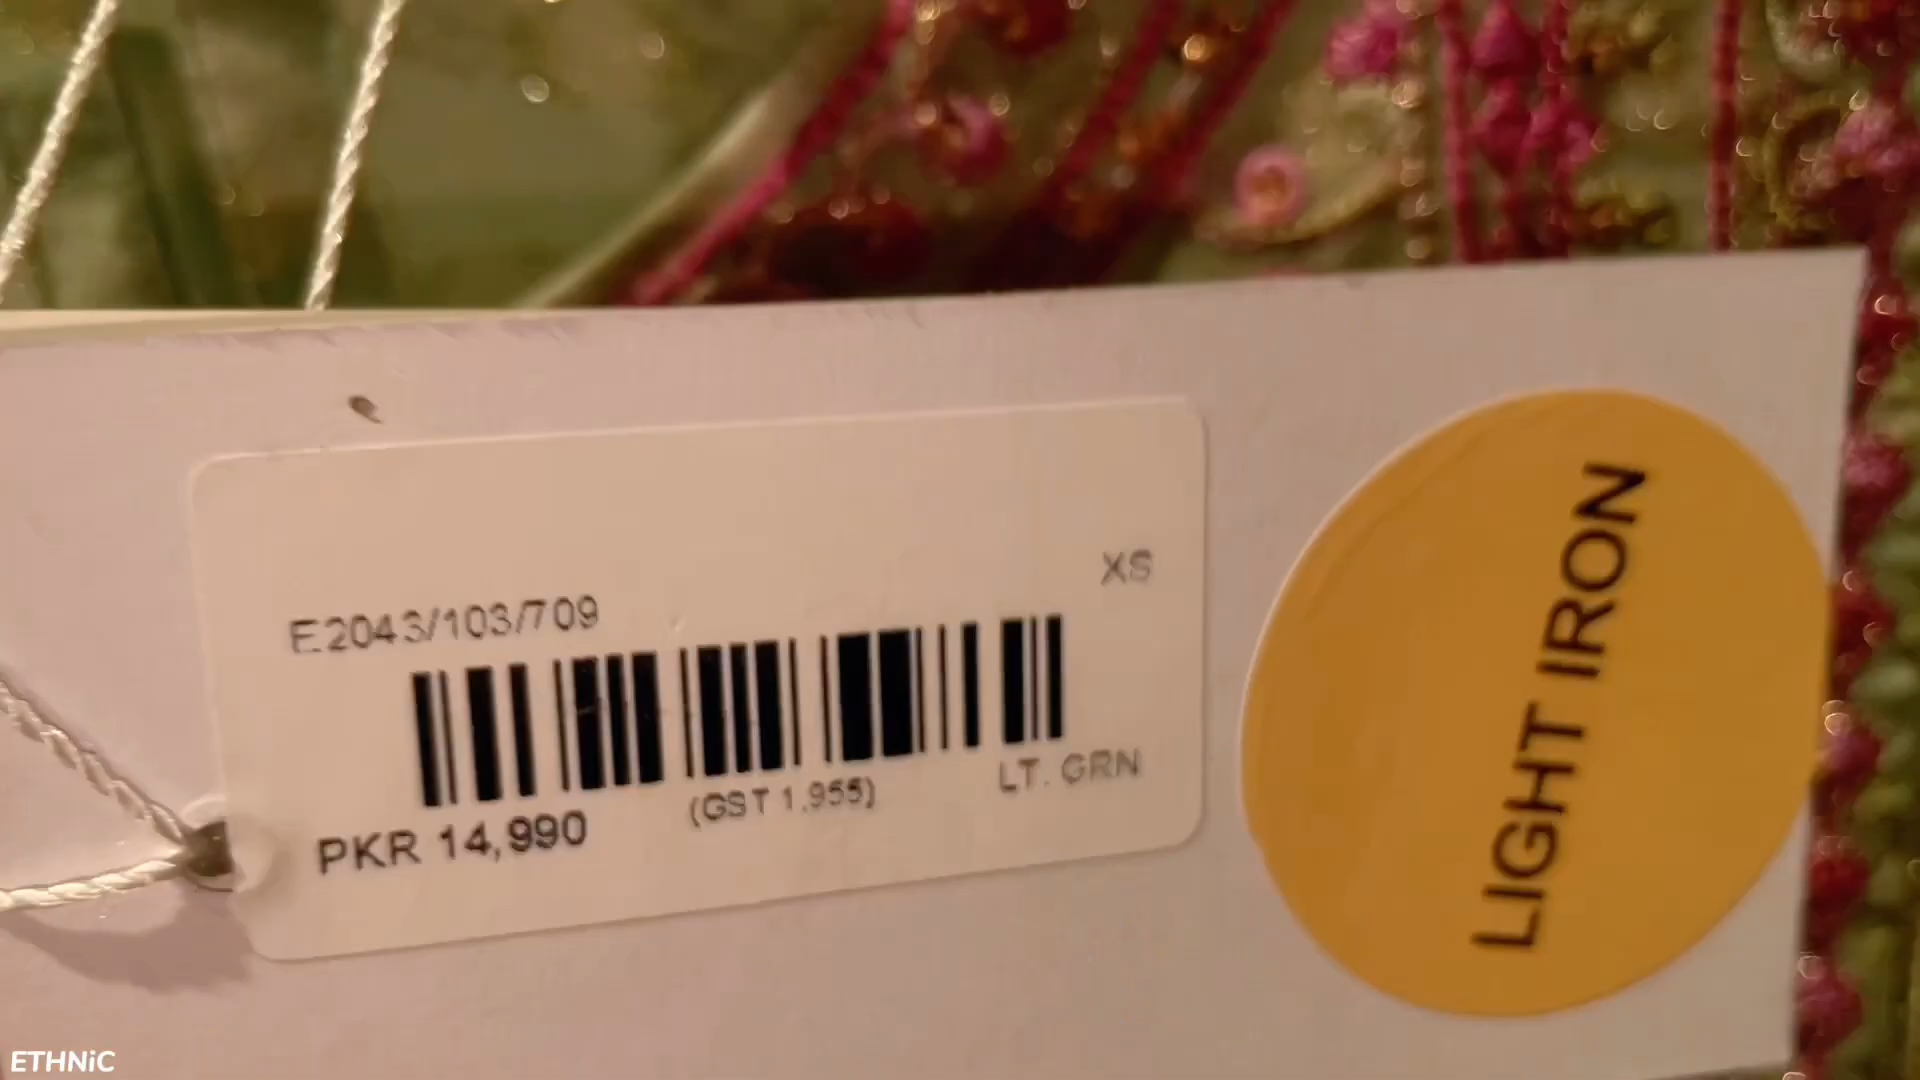 XS
E2043/103/709
PKR 14,990
(GST 1,955)
LT. GRN
LIGHT IRON
ETHNiC